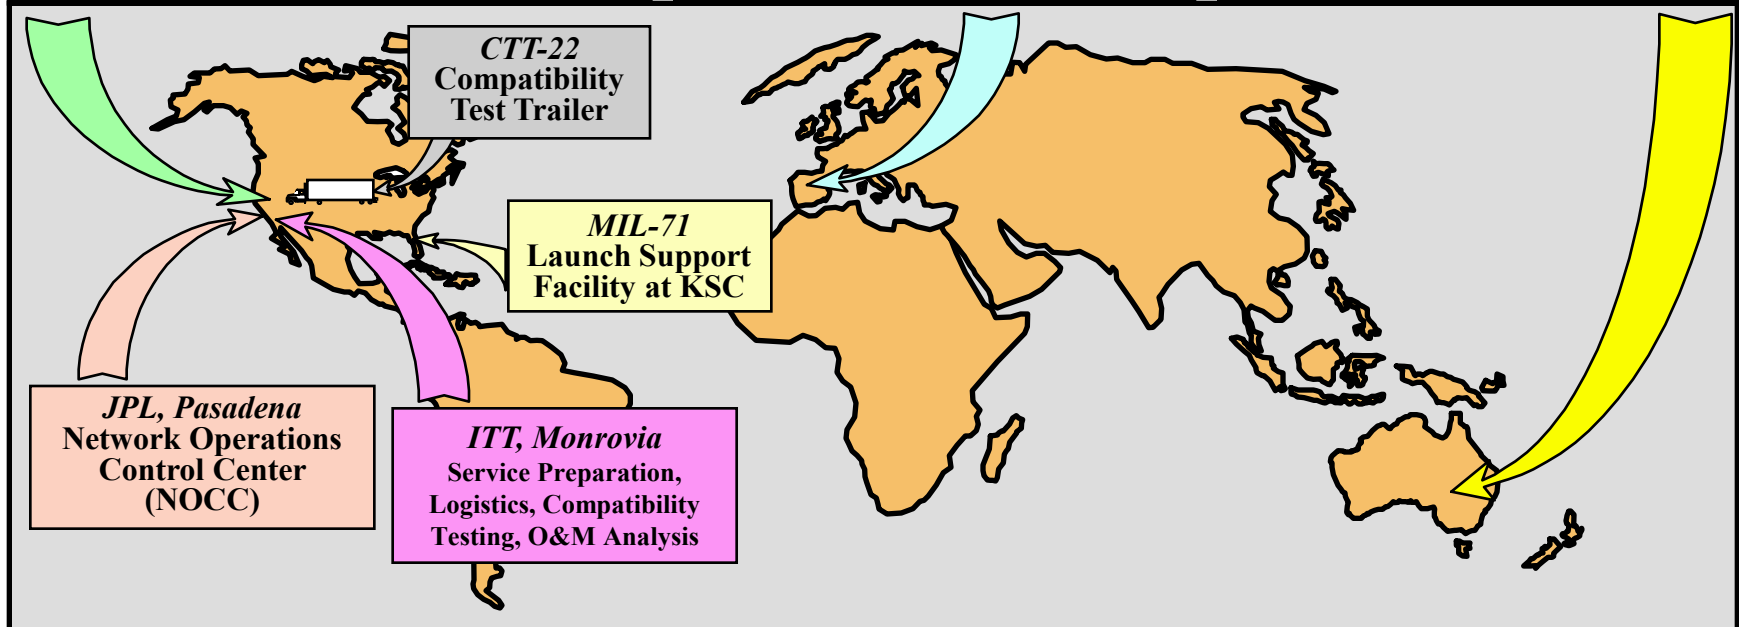 CTT-22
Compatibility
Test Trailer
MIL-71
Launch Support
Facility at KSC
JPL, Pasadena
Network Operations
Control Center
(NOCC)
ITT, Monrovia
Service Preparation,
Logistics, Compatibility
Testing, O&M Analysis